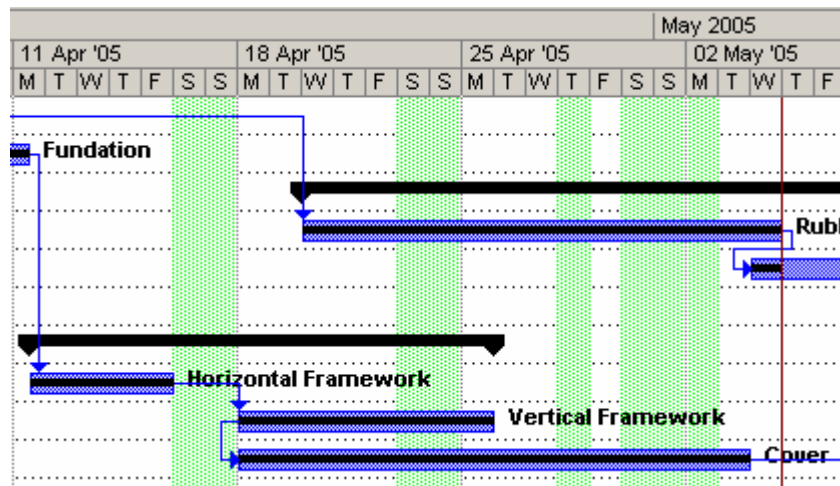 May 2005
11 Apr '05 18 Apr '05 25 Apr '05 02 May '05
M T W T F S S M T W T F S S M T W T F S S M T W T F
Fundation
Rubl
Horizontal Framework
Vertical Framework
Cover